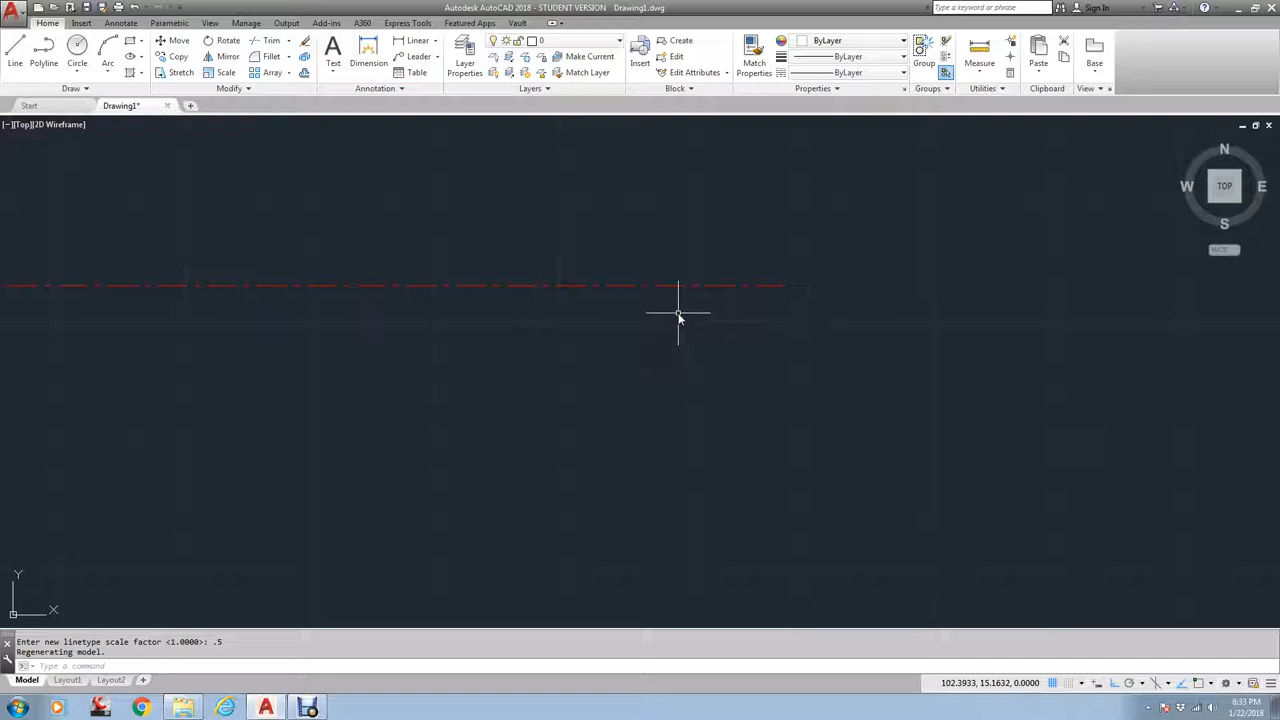 Autodesk AutoCAD 2018 - STUDENT VERSION Drawing1.dwg
Type a keyword or phrase
Sign In
Home Insert Annotate Parametric View Manage Output Add-ins A360 Express Tools Featured Apps Vault
Line Polyline Circle Arc
Move Rotate Trim
Copy Mirror Fillet
Stretch Scale Array
Text Dimension
Linear
Leader
Table
Layer Properties
0
Make Current
Match Layer
Insert
Create
Edit
Edit Attributes
Match Properties
ByLayer
ByLayer
ByLayer
Group
Measure
Paste
Base
Draw Modify Annotation Layers Block Properties Groups Utilities Clipboard View
Start Drawing1*
[−][Top][2D Wireframe]
N
W TOP E
S
WCS
Y
X
Enter new linetype scale factor <1.0000>: .5
Regenerating model.
Type a command
Model Layout1 Layout2
102.3933, 15.1632, 0.0000
8:33 PM
1/22/2018